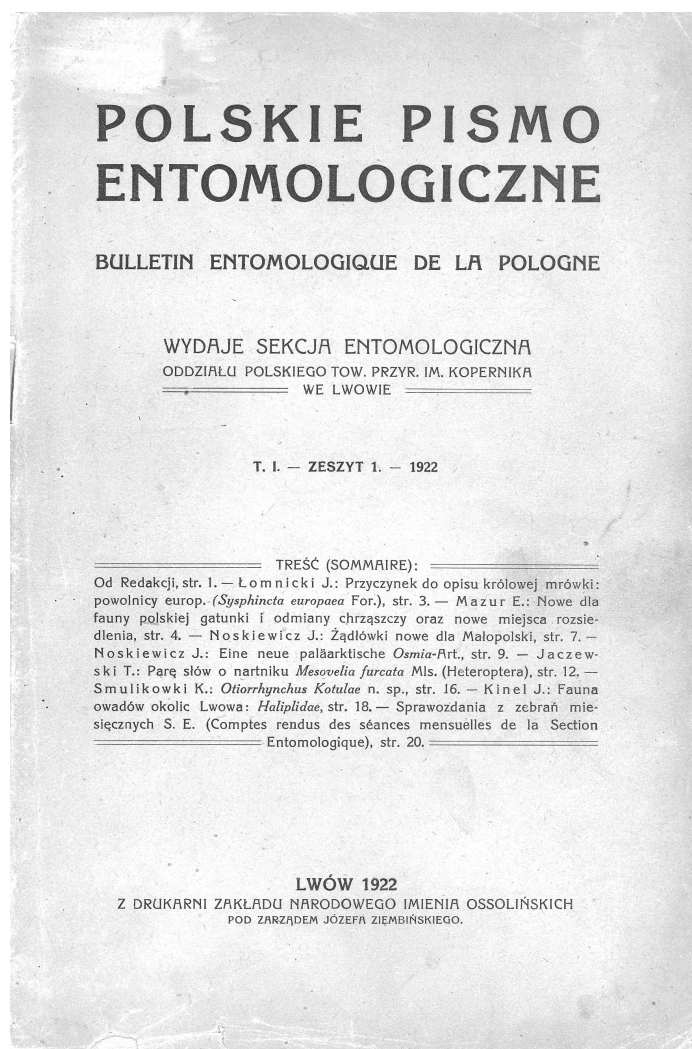 POLSKIE PISMO
ENTOMOLOGICZNE
BULLETIN ENTOMOLOGIQUE DE LA POLOGNE
WYDAJE SEKCJA ENTOMOLOGICZNA
ODDZIAŁU POLSKIEGO TOW. PRZYR. IM. KOPERNIKA
WE LWOWIE
T. I. — ZESZYT 1. — 1922
TREŚĆ (SOMMAIRE):
Od Redakcji, str. 1. — Łomnicki J.: Przyczynek do opisu królowej mrówki:
powolnicy europ. (Sysphincta europaea For.), str. 3. — Mazur E.: Nowe dla
fauny polskiej gatunki i odmiany chrząszczy oraz nowe miejsca rozsie-
dlenia, str. 4. — Noskiewicz J.: Żądłówki nowe dla Małopolski, str. 7. —
Noskiewicz J.: Eine neue paläarktische Osmia-Art., str. 9. — Jaczew-
ski T.: Parę słów o nartniku Mesovelia furcata Mls. (Heteroptera), str. 12. —
Smulikowki K.: Otiorrhynchus Kotulae n. sp., str. 16. — Kinel J.: Fauna
owadów okolic Lwowa: Haliplidae, str. 18. — Sprawozdania z zebrań mie-
sięcznych S. E. (Comptes rendus des séances mensuelles de la Section
Entomologique), str. 20.
LWÓW 1922
Z DRUKARNI ZAKŁADU NARODOWEGO IMIENIA OSSOLIŃSKICH
POD ZARZĄDEM JÓZEFA ZIĘMBIŃSKIEGO.